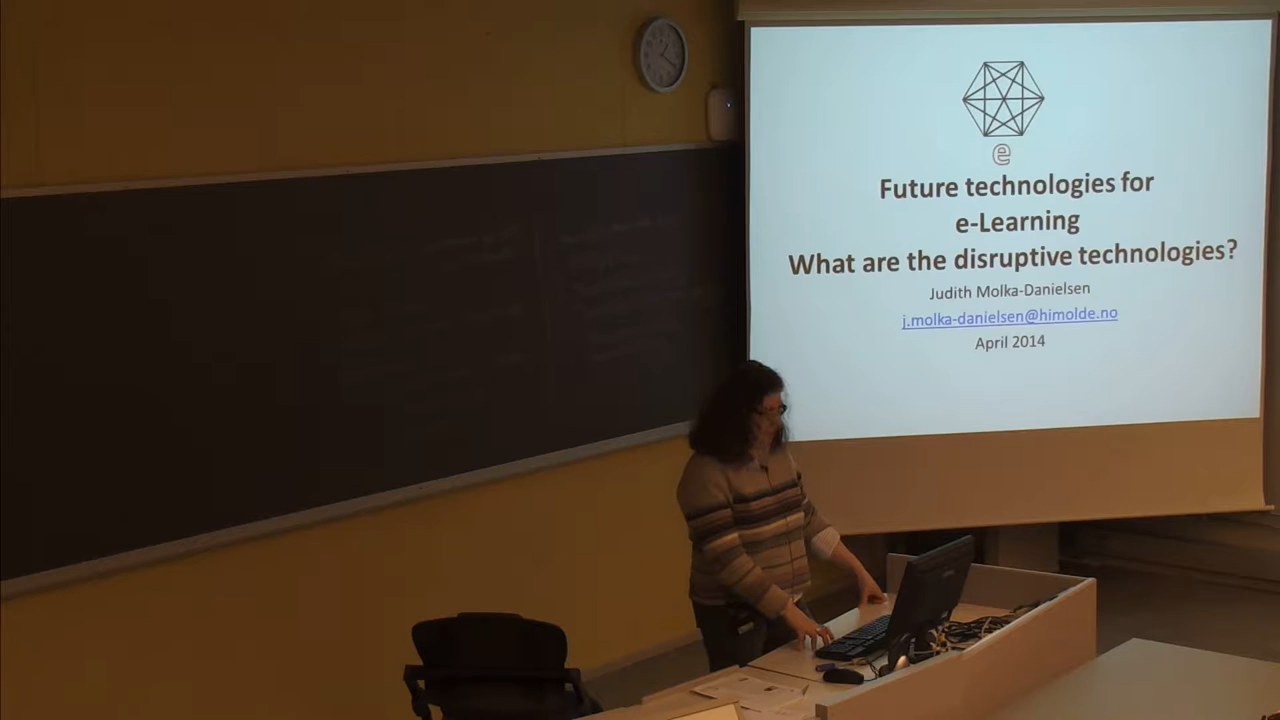 e
Future technologies for
e-Learning
What are the disruptive technologies?
Judith Molka-Danielsen
j.molka-danielsen@himolde.no
April 2014